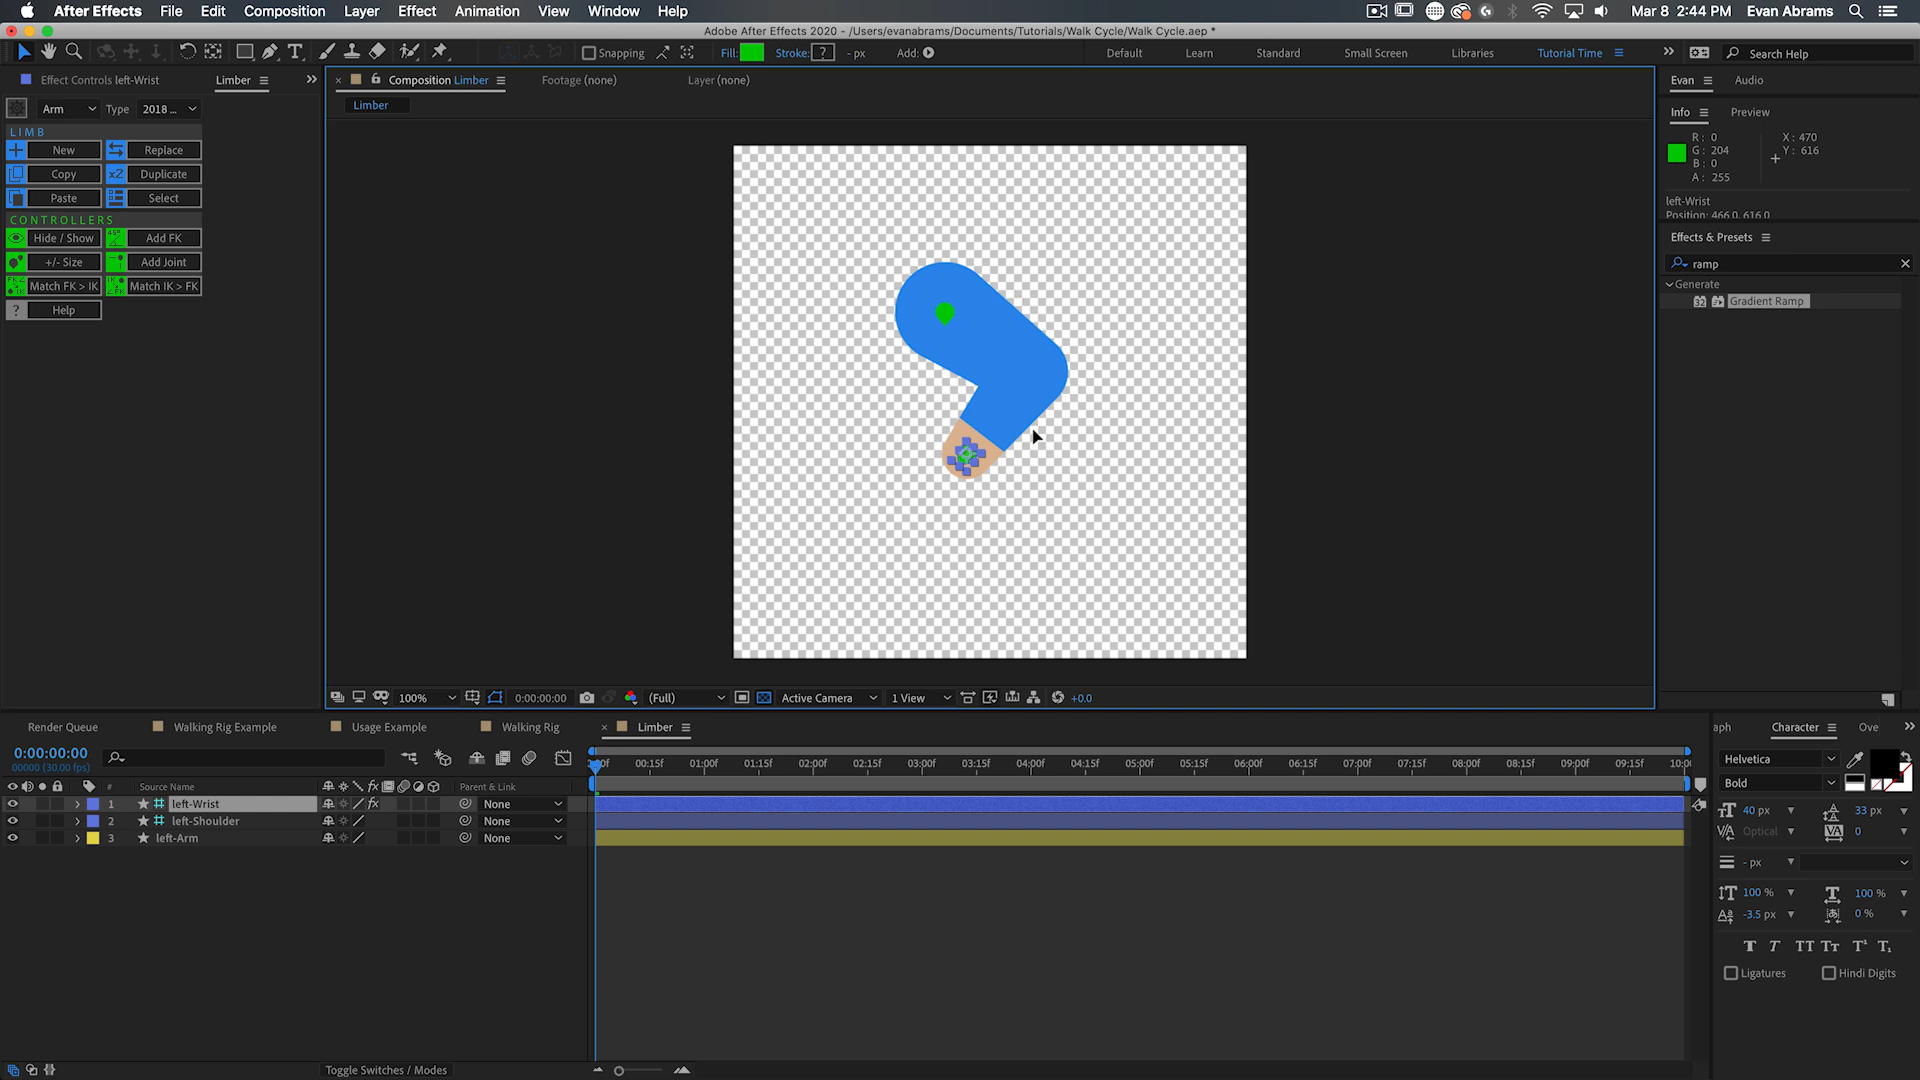 After Effects File Edit Composition Layer Effect Animation View Window Help Mar 8 2:44 PM Evan Abrams
Adobe After Effects 2020 - /Users/evanabrams/Documents/Tutorials/Walk Cycle/Walk Cycle.aep *
Snapping Fill: Stroke: ? - px Add: Default Learn Standard Small Screen Libraries Tutorial Time Search Help
Effect Controls left-Wrist Limber
Composition Limber Footage (none) Layer (none)
Evan Audio
Limber
Arm Type 2018 ...
LIMB
New Replace
Copy x2 Duplicate
Paste Select
CONTROLLERS
Hide / Show 45° Add FK
+/- Size Add Joint
Match FK > IK Match IK > FK
? Help
Info Preview
R: 0 X: 470
G: 204 Y: 616
B: 0
A: 255
left-Wrist
Position: 466.0, 616.0
Effects & Presets
ramp
Generate
32 Gradient Ramp
100% 0:00:00:00 (Full) Active Camera 1 View +0.0
Render Queue Walking Rig Example Usage Example Walking Rig Limber
0:00:00:00
00000 (30.00 fps)
00f 00:15f 01:00f 01:15f 02:00f 02:15f 03:00f 03:15f 04:00f 04:15f 05:00f 05:15f 06:00f 06:15f 07:00f 07:15f 08:00f 08:15f 09:00f 09:15f 10:0
# Source Name fx Parent & Link
1 left-Wrist fx None
2 left-Shoulder None
3 left-Arm None
Toggle Switches / Modes
aph Character Ove
Helvetica
Bold
40 px 33 px
Optical 0
- px
100 % 100 %
-3.5 px 0 %
T T TT Tt T¹ T₁
Ligatures Hindi Digits